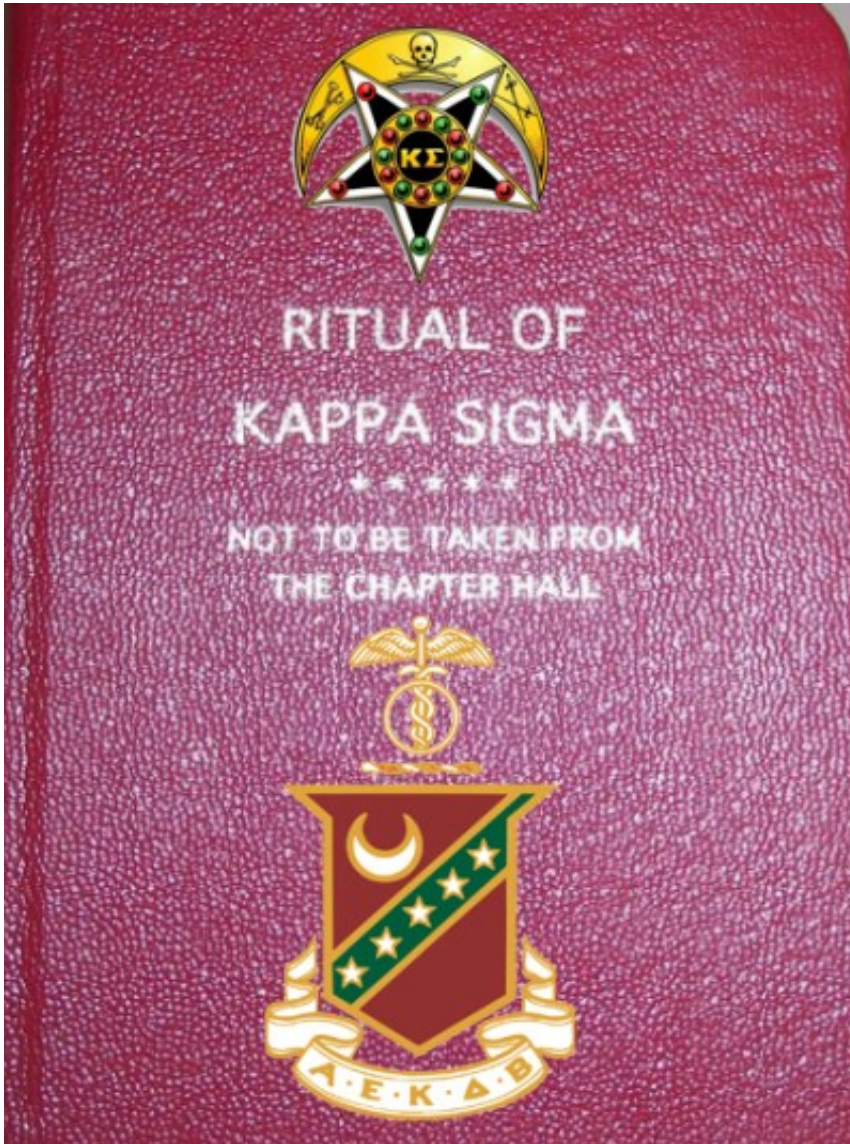 ΚΣ
RITUAL OF
KAPPA SIGMA
★ ★ ★ ★ ★
NOT TO BE TAKEN FROM
THE CHAPTER HALL
Α·Ε·Κ·Δ·Β